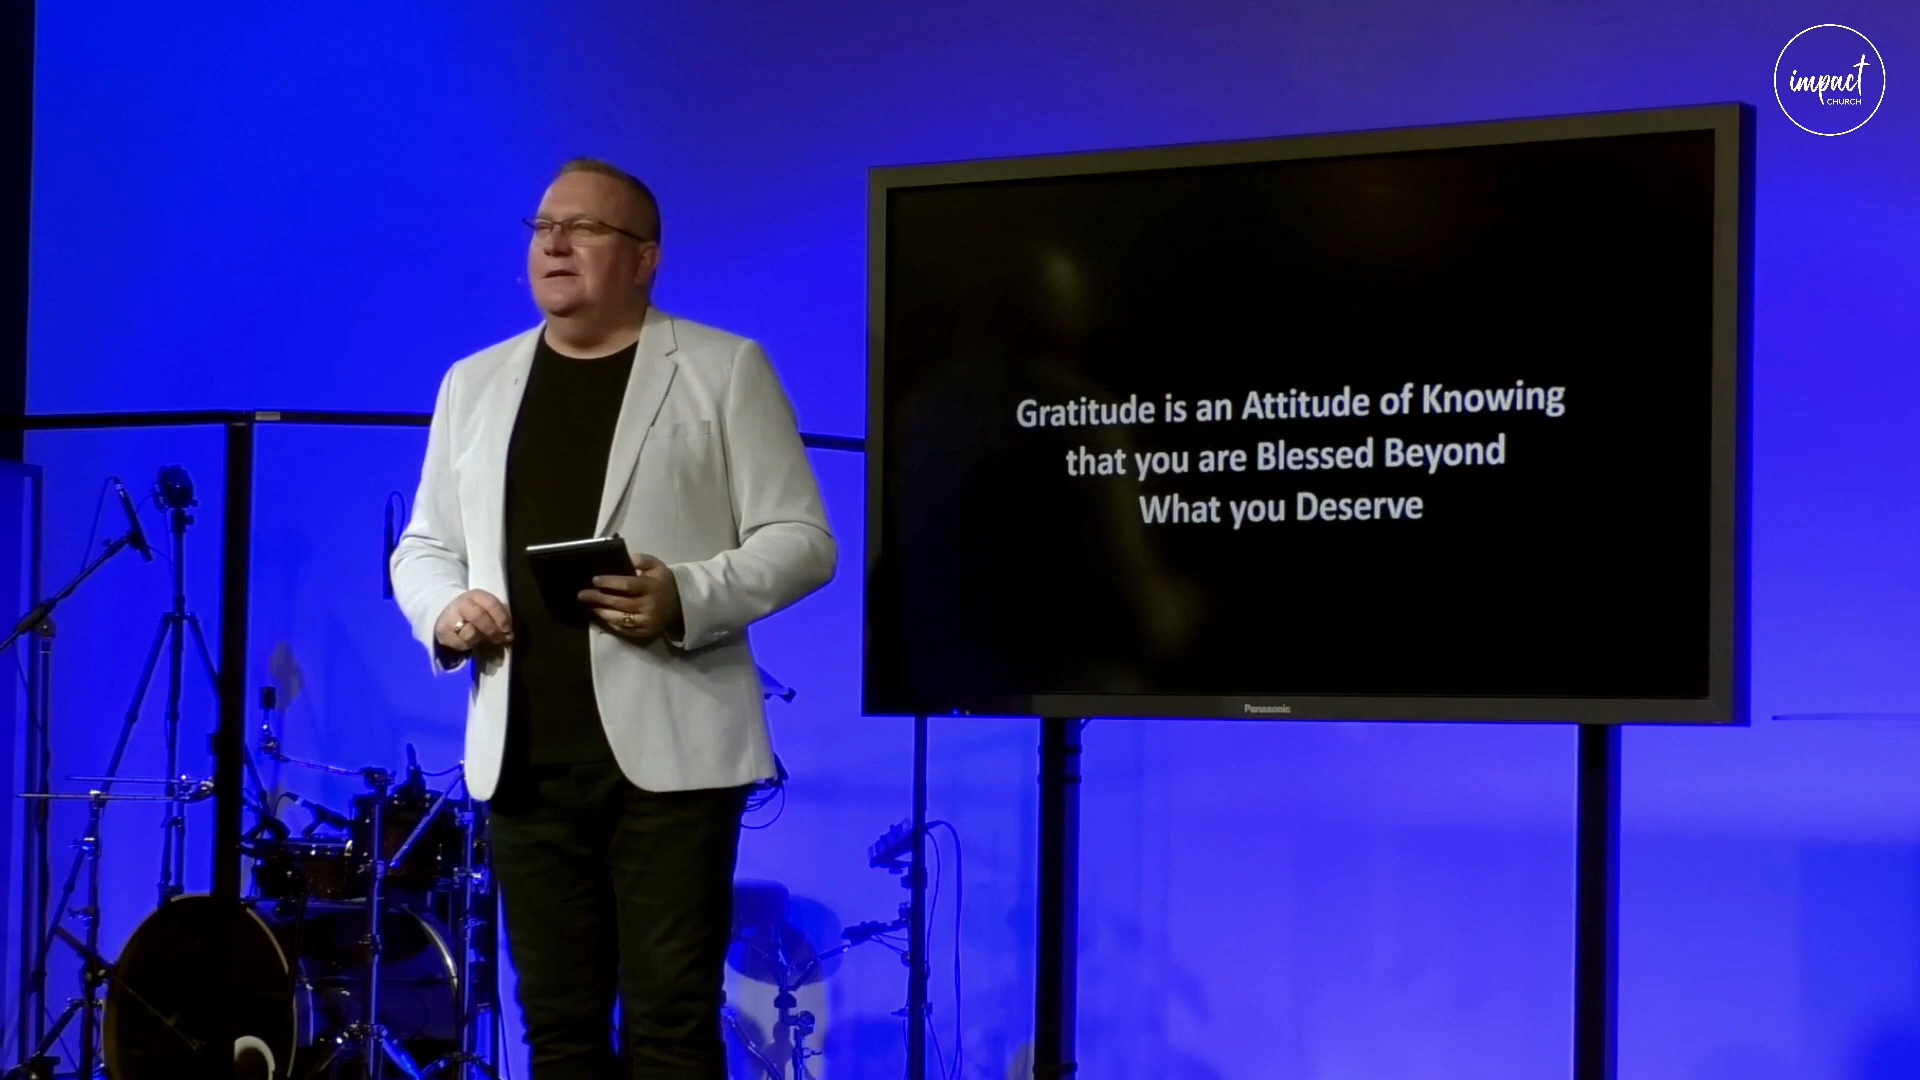 impact
CHURCH
Gratitude is an Attitude of Knowing
that you are Blessed Beyond
What you Deserve
Panasonic